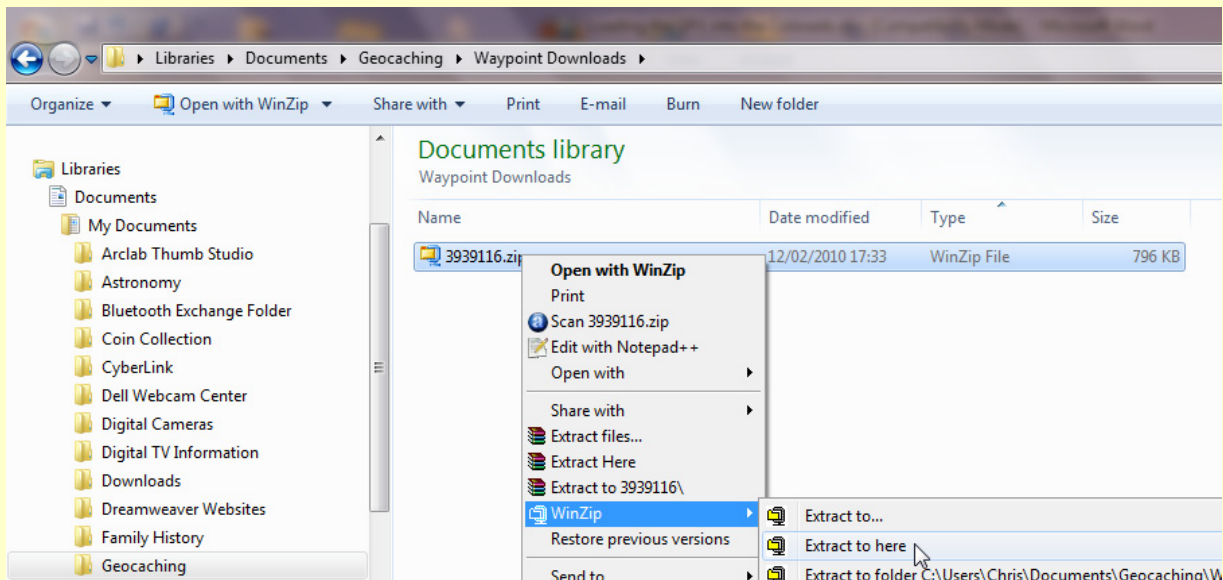 Libraries Documents Geocaching Waypoint Downloads
Organize Open with WinZip Share with Print E-mail Burn New folder
Libraries
Documents
My Documents
Arclab Thumb Studio
Astronomy
Bluetooth Exchange Folder
Coin Collection
CyberLink
Dell Webcam Center
Digital Cameras
Digital TV Information
Downloads
Dreamweaver Websites
Family History
Geocaching
Documents library
Waypoint Downloads
Name Date modified Type Size
3939116.zip 12/02/2010 17:33 WinZip File 796 KB
Open with WinZip
Print
Scan 3939116.zip
Edit with Notepad++
Open with
Share with
Extract files...
Extract Here
Extract to 3939116\
WinZip
Restore previous versions
Send to
Extract to...
Extract to here
Extract to folder C:\Users\Chris\Documents\Geocaching\W